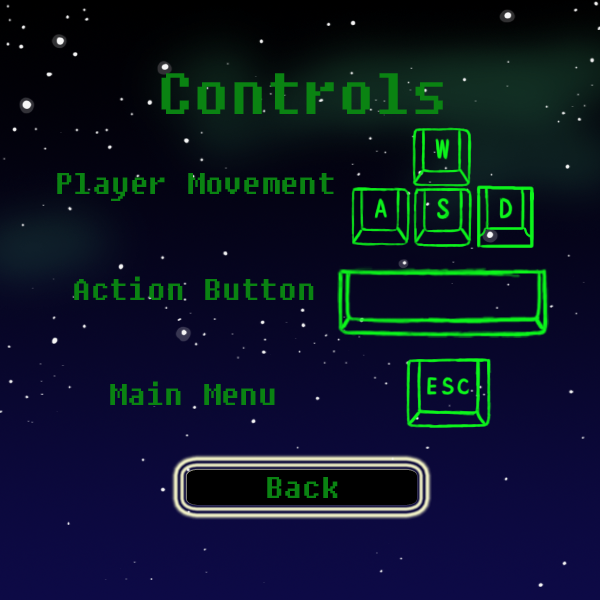 Controls
W
Player Movement
A S D
Action Button
Main Menu ESC
Back